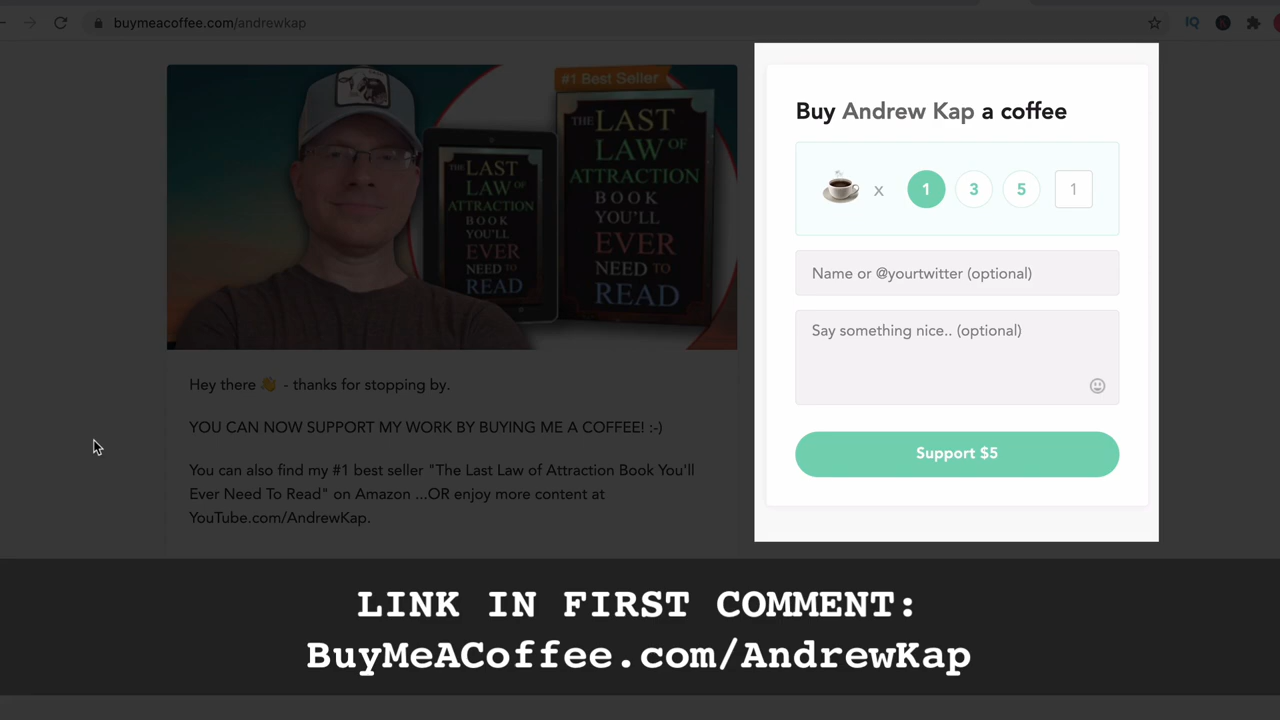 buymeacoffee.com/andrewkap
IQ
#1 Best Seller
THE LAST
LAW OF
ATTRACTION
BOOK
YOU'LL
EVER
NEED TO
READ
THE LAST
LAW OF
ATTRACTION
BOOK
YOU'LL
EVER
NEED TO
READ
Hey there 👋 - thanks for stopping by.
YOU CAN NOW SUPPORT MY WORK BY BUYING ME A COFFEE! :-)
You can also find my #1 best seller "The Last Law of Attraction Book You'll
Ever Need To Read" on Amazon ...OR enjoy more content at
YouTube.com/AndrewKap.
Buy Andrew Kap a coffee
x 1 3 5 1
Name or @yourtwitter (optional)
Say something nice.. (optional)
Support $5
LINK IN FIRST COMMENT:
BuyMeACoffee.com/AndrewKap